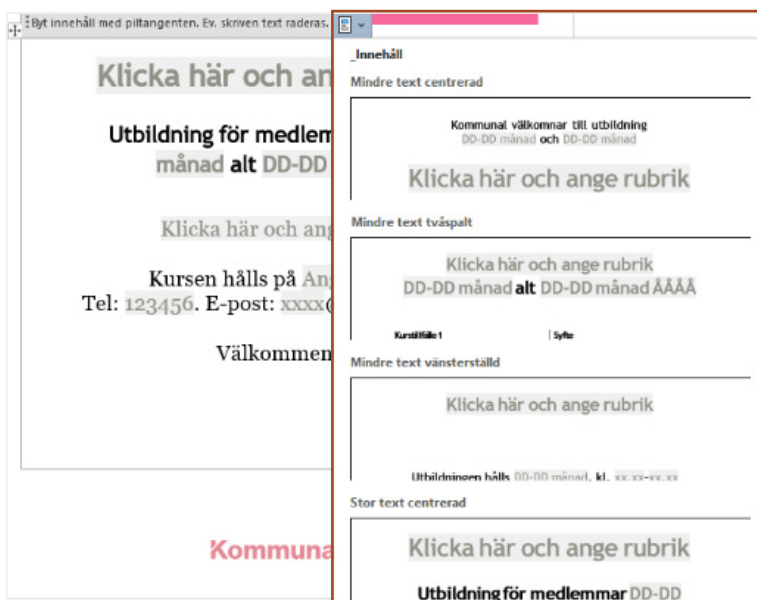 Byt innehåll med piltangenten. Ev. skriven text raderas.
Klicka här och an
Utbildning för medlem
månad alt DD-DD
Klicka här och ang
Kursen hålls på An
Tel: 123456. E-post: xxxx
Välkommen
Kommuna
_Innehåll
Mindre text centrerad
Kommunal välkomnar till utbildning
DD-DD månad och DD-DD månad
Klicka här och ange rubrik
Mindre text tvåspalt
Klicka här och ange rubrik
DD-DD månad alt DD-DD månad ÅÅÅÅ
Kurstillfälle 1 Syfte
Mindre text vänsterställd
Klicka här och ange rubrik
Utbildningen hålls DD-DD månad, kl. xx.xx-xx.xx
Stor text centrerad
Klicka här och ange rubrik
Utbildning för medlemmar DD-DD